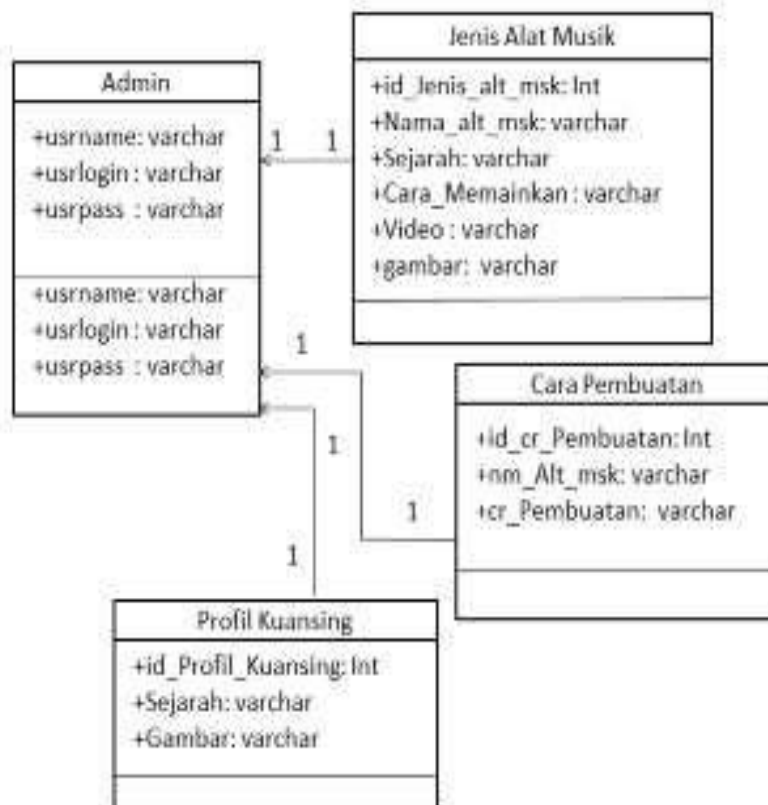 Admin
+usrname: varchar
+usrlogin : varchar
+usrpass : varchar
+usrname: varchar
+usrlogin : varchar
+usrpass : varchar
1 1
Jenis Alat Musik
+id_Jenis_alt_msk: Int
+Nama_alt_msk: varchar
+Sejarah: varchar
+Cara_Memainkan : varchar
+Video : varchar
+gambar: varchar
1
1
Cara Pembuatan
+id_cr_Pembuatan: Int
+nm_Alt_msk: varchar
+cr_Pembuatan: varchar
1
1
Profil Kuansing
+id_Profil_Kuansing: Int
+Sejarah: varchar
+Gambar: varchar